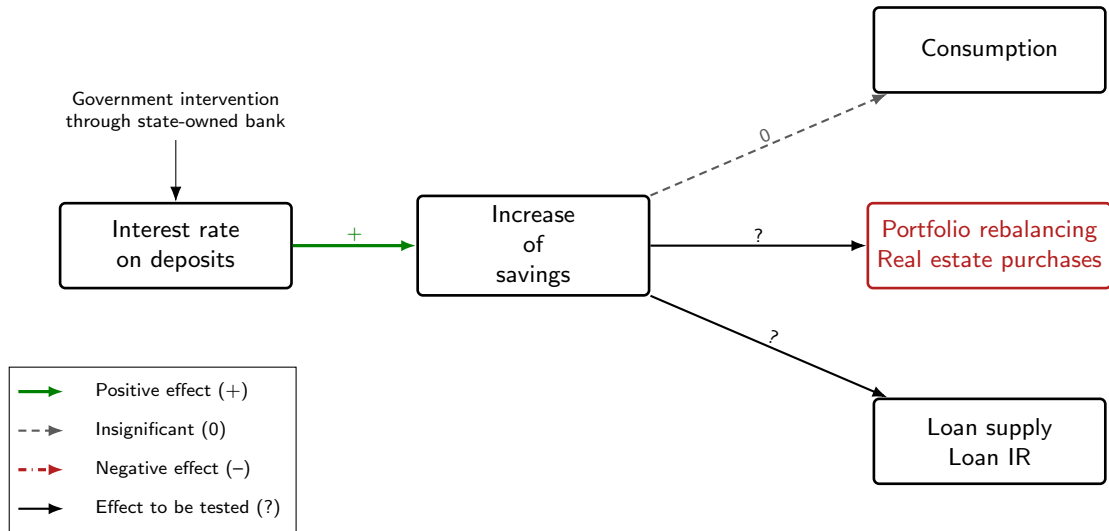 Consumption
Government intervention
through state-owned bank
0
Interest rate
on deposits
+
Increase
of
savings
?
Portfolio rebalancing
Real estate purchases
?
Loan supply
Loan IR
Positive effect (+)
Insignificant (0)
Negative effect (–)
Effect to be tested (?)